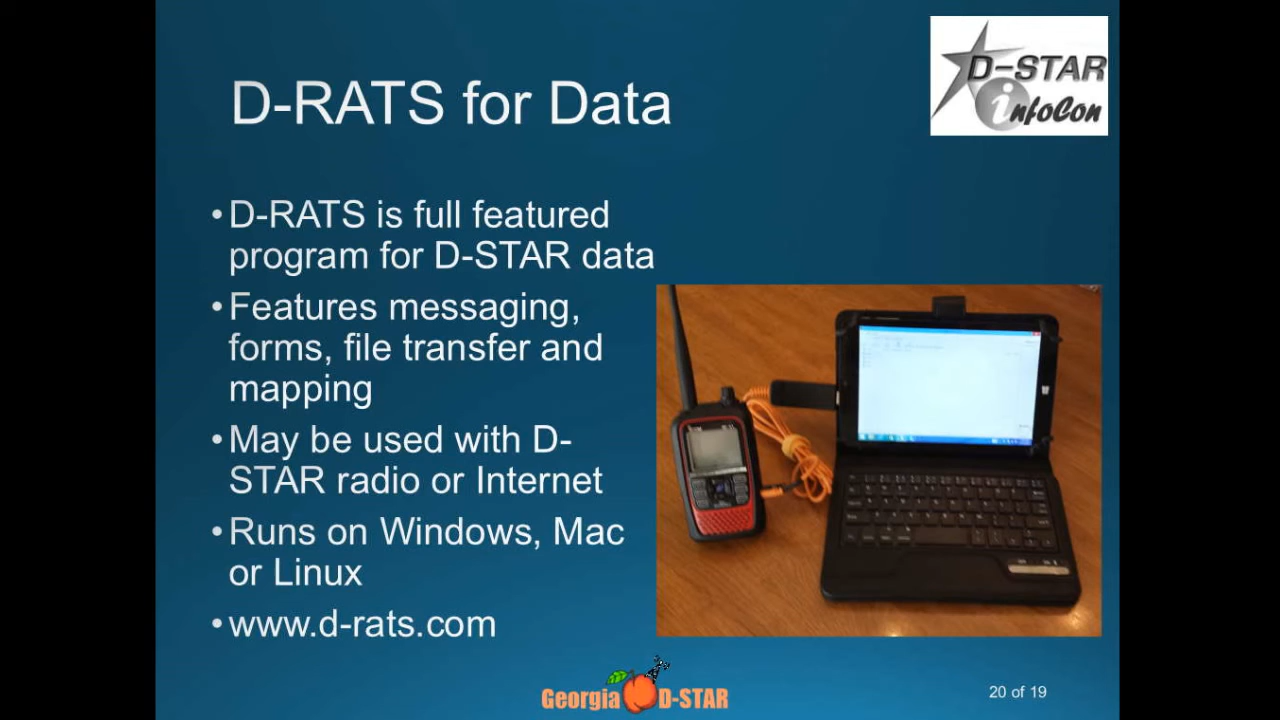 D-STAR
infoCon
D-RATS for Data
•D-RATS is full featured
program for D-STAR data
•Features messaging,
forms, file transfer and
mapping
•May be used with D-
STAR radio or Internet
•Runs on Windows, Mac
or Linux
•www.d-rats.com
Georgia D-STAR
20 of 19